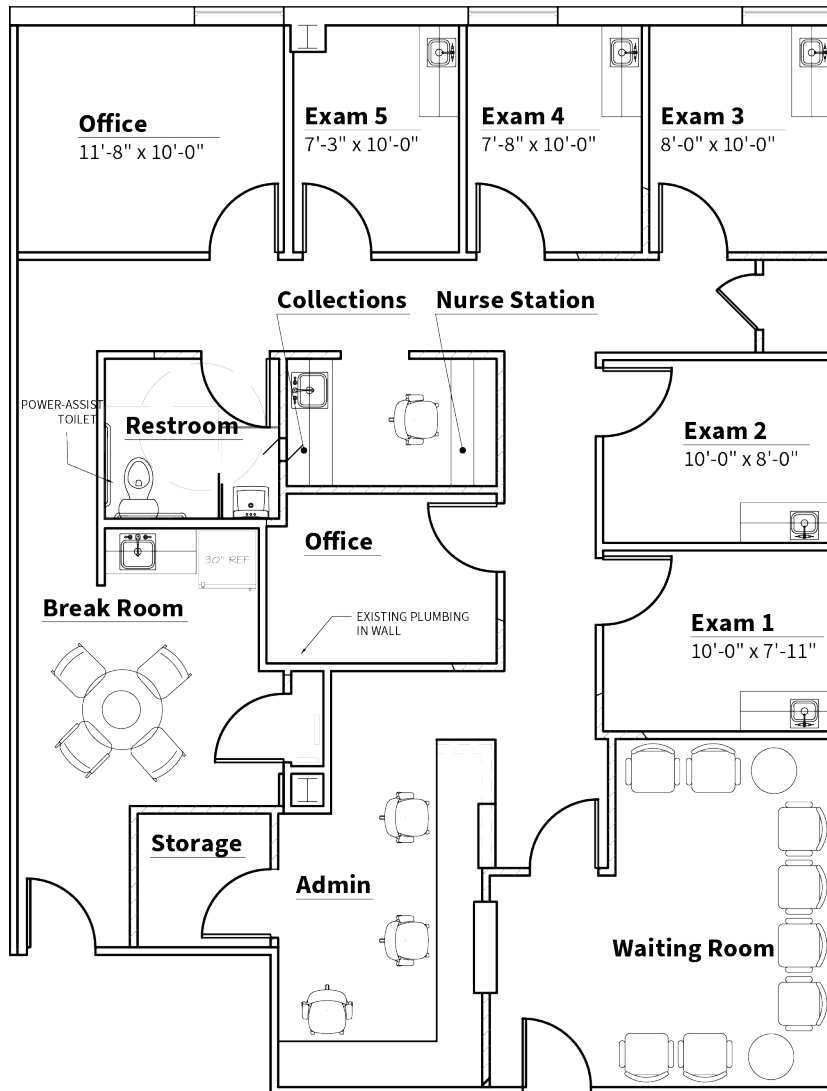 Office
11'-8" x 10'-0"
Exam 5
7'-3" x 10'-0"
Exam 4
7'-8" x 10'-0"
Exam 3
8'-0" x 10'-0"
Collections
Nurse Station
POWER-ASSIST
TOILET
Restroom
Exam 2
10'-0" x 8'-0"
Office
30" REF
Break Room
EXISTING PLUMBING
IN WALL
Exam 1
10'-0" x 7'-11"
Storage
Admin
Waiting Room